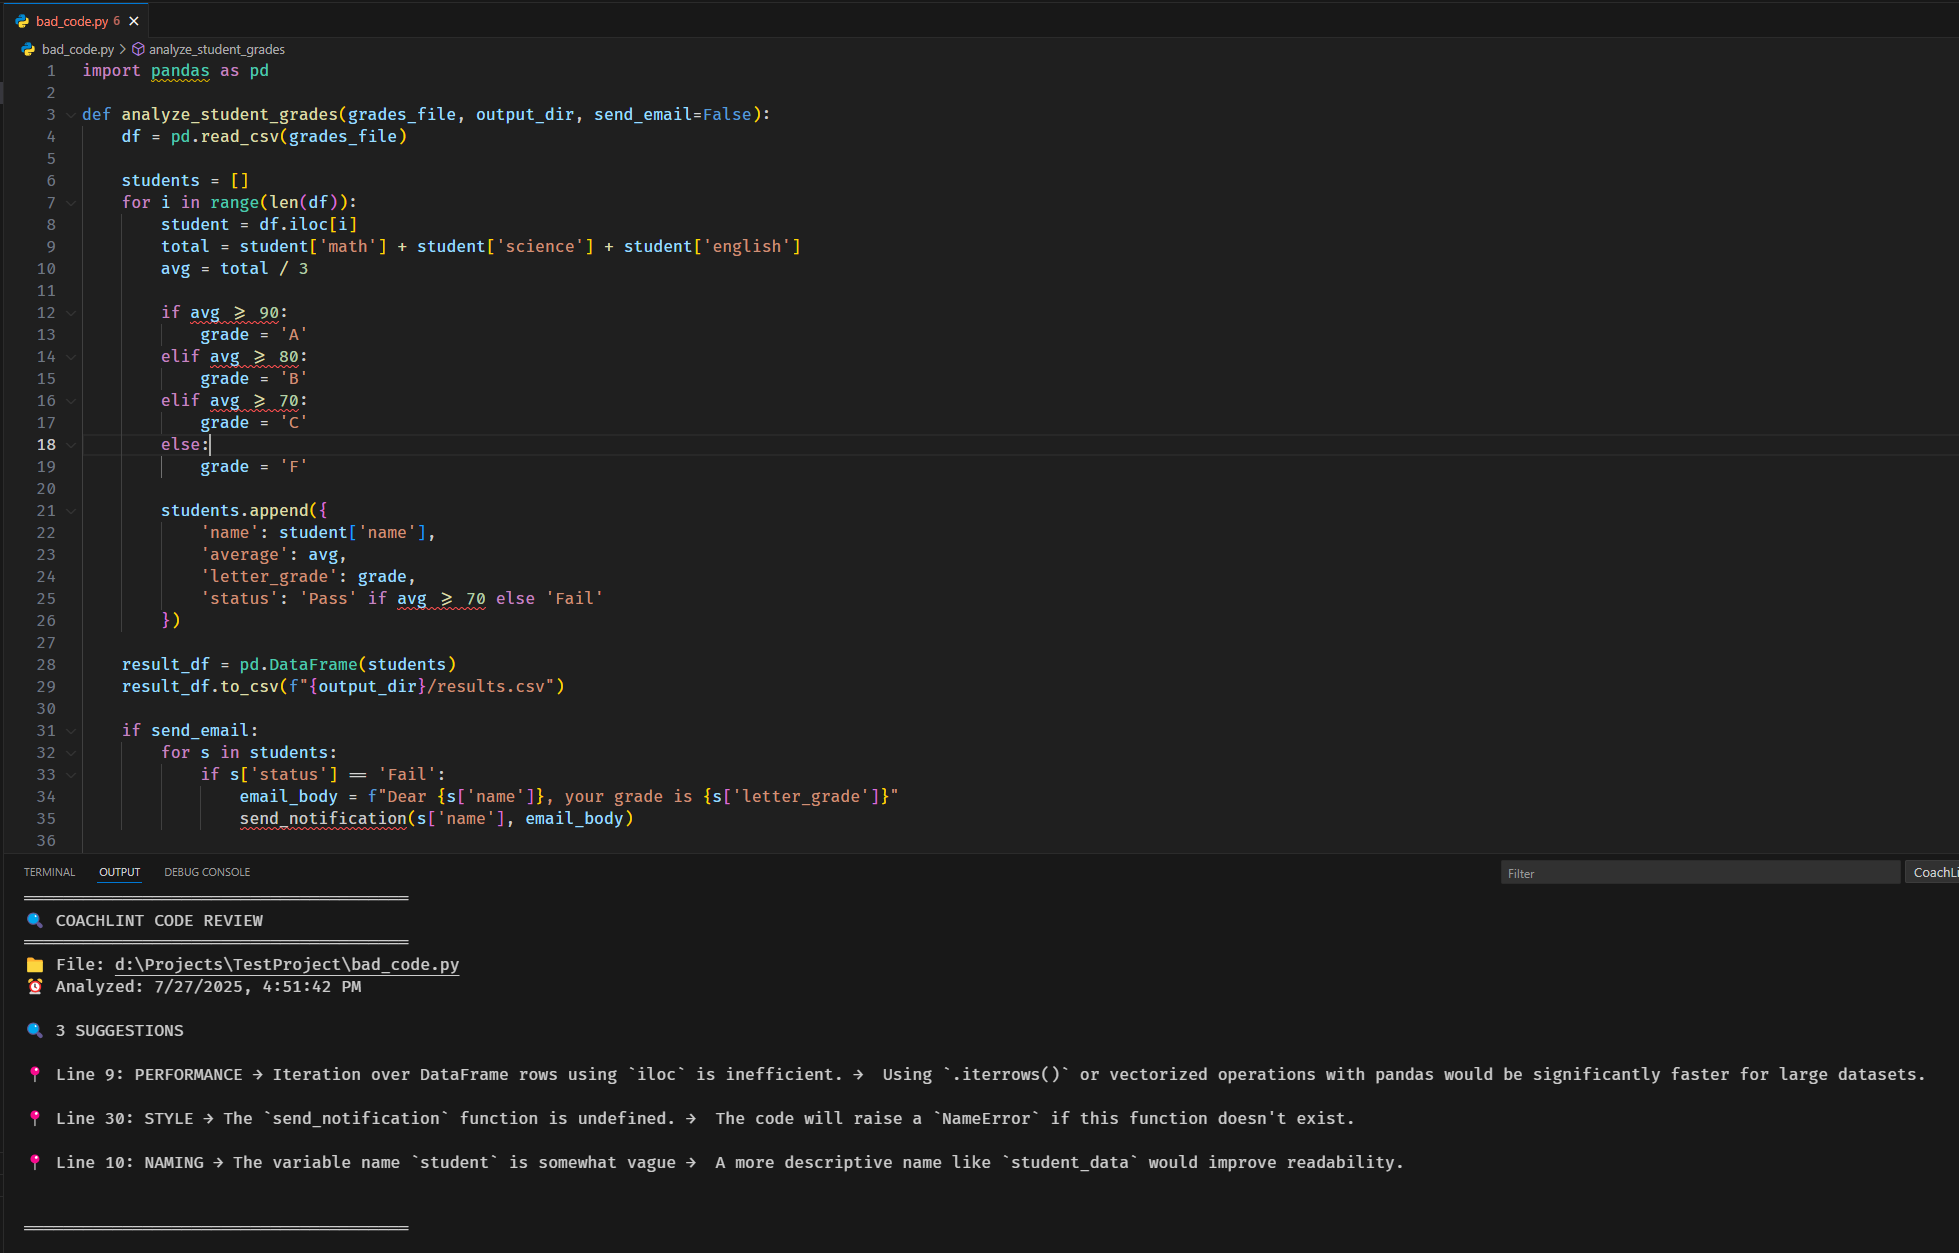 bad_code.py 6
bad_code.py > analyze_student_grades
1 import pandas as pd
2
3 def analyze_student_grades(grades_file, output_dir, send_email=False):
4     df = pd.read_csv(grades_file)
5
6     students = []
7     for i in range(len(df)):
8         student = df.iloc[i]
9         total = student['math'] + student['science'] + student['english']
10         avg = total / 3
11
12         if avg >= 90:
13             grade = 'A'
14         elif avg >= 80:
15             grade = 'B'
16         elif avg >= 70:
17             grade = 'C'
18         else:
19             grade = 'F'
20
21         students.append({
22             'name': student['name'],
23             'average': avg,
24             'letter_grade': grade,
25             'status': 'Pass' if avg >= 70 else 'Fail'
26         })
27
28     result_df = pd.DataFrame(students)
29     result_df.to_csv(f"{output_dir}/results.csv")
30
31     if send_email:
32         for s in students:
33             if s['status'] == 'Fail':
34                 email_body = f"Dear {s['name']}, your grade is {s['letter_grade']}"
35                 send_notification(s['name'], email_body)
36
TERMINAL OUTPUT DEBUG CONSOLE Filter CoachLi
🔍 COACHLINT CODE REVIEW
📁 File: d:\Projects\TestProject\bad_code.py
⏰ Analyzed: 7/27/2025, 4:51:42 PM
🔍 3 SUGGESTIONS
📍 Line 9: PERFORMANCE → Iteration over DataFrame rows using `iloc` is inefficient. → Using `.iterrows()` or vectorized operations with pandas would be significantly faster for large datasets.
📍 Line 30: STYLE → The `send_notification` function is undefined. → The code will raise a `NameError` if this function doesn't exist.
📍 Line 10: NAMING → The variable name `student` is somewhat vague → A more descriptive name like `student_data` would improve readability.